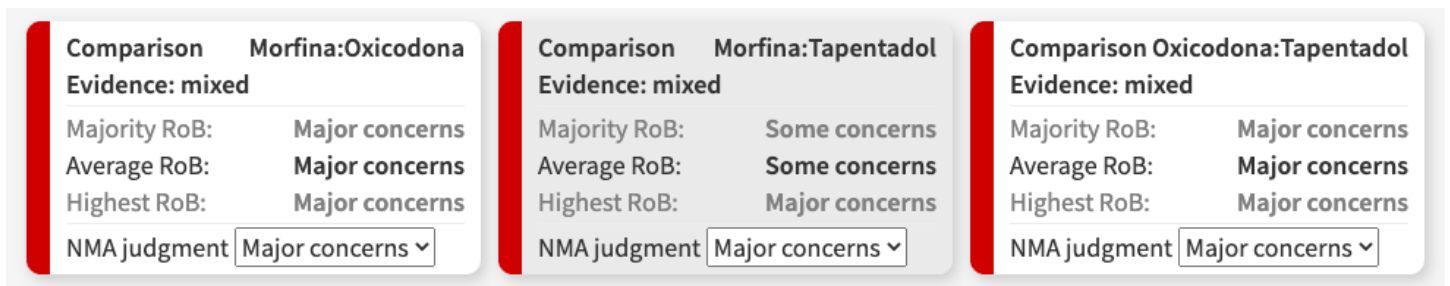 Comparison Morfina:Oxicodona
Evidence: mixed
Majority RoB: Major concerns
Average RoB: Major concerns
Highest RoB: Major concerns
NMA judgment Major concerns
Comparison Morfina:Tapentadol
Evidence: mixed
Majority RoB: Some concerns
Average RoB: Some concerns
Highest RoB: Major concerns
NMA judgment Major concerns
Comparison Oxicodona:Tapentadol
Evidence: mixed
Majority RoB: Major concerns
Average RoB: Major concerns
Highest RoB: Major concerns
NMA judgment Major concerns